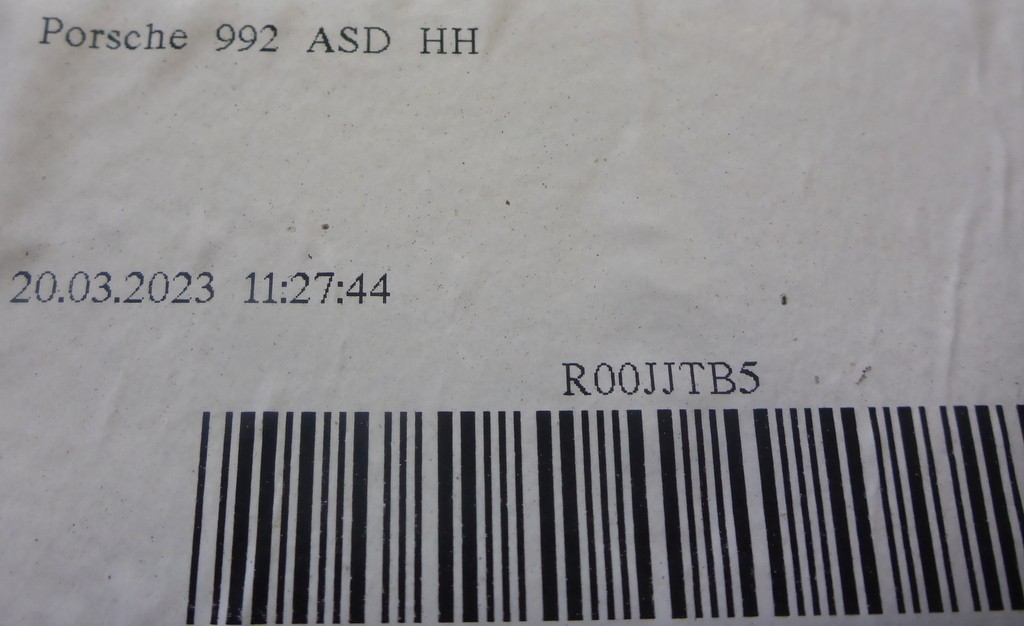 Porsche 992 ASD HH
20.03.2023 11:27:44
R00JJTB5